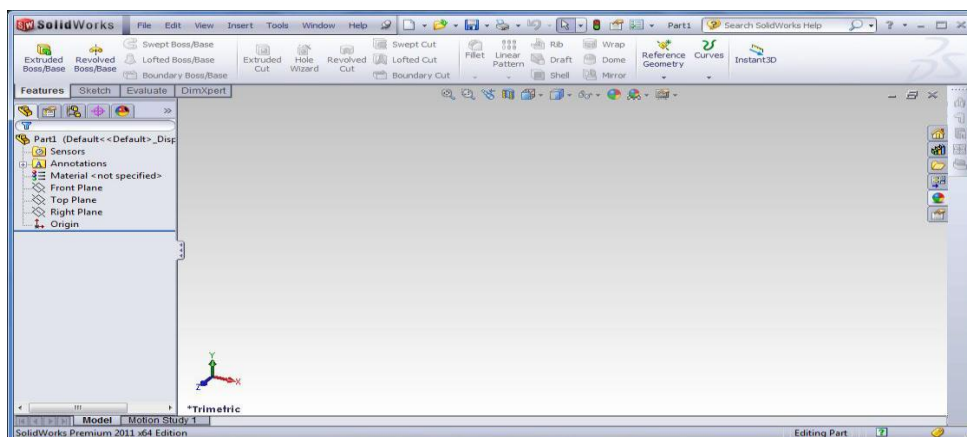 SolidWorks File Edit View Insert Tools Window Help Part1 Search SolidWorks Help ?
Extruded Boss/Base
Revolved Boss/Base
Swept Boss/Base
Lofted Boss/Base
Boundary Boss/Base
Extruded Cut
Hole Wizard
Revolved Cut
Swept Cut
Lofted Cut
Boundary Cut
Fillet
Linear Pattern
Rib
Draft
Shell
Wrap
Dome
Mirror
Reference Geometry
Curves
Instant3D
Features Sketch Evaluate DimXpert
Part1 (Default<<Default>_Disp
Sensors
Annotations
Material <not specified>
Front Plane
Top Plane
Right Plane
Origin
Y
X
Z
*Trimetric
Model Motion Study 1
SolidWorks Premium 2011 x64 Edition Editing Part ?